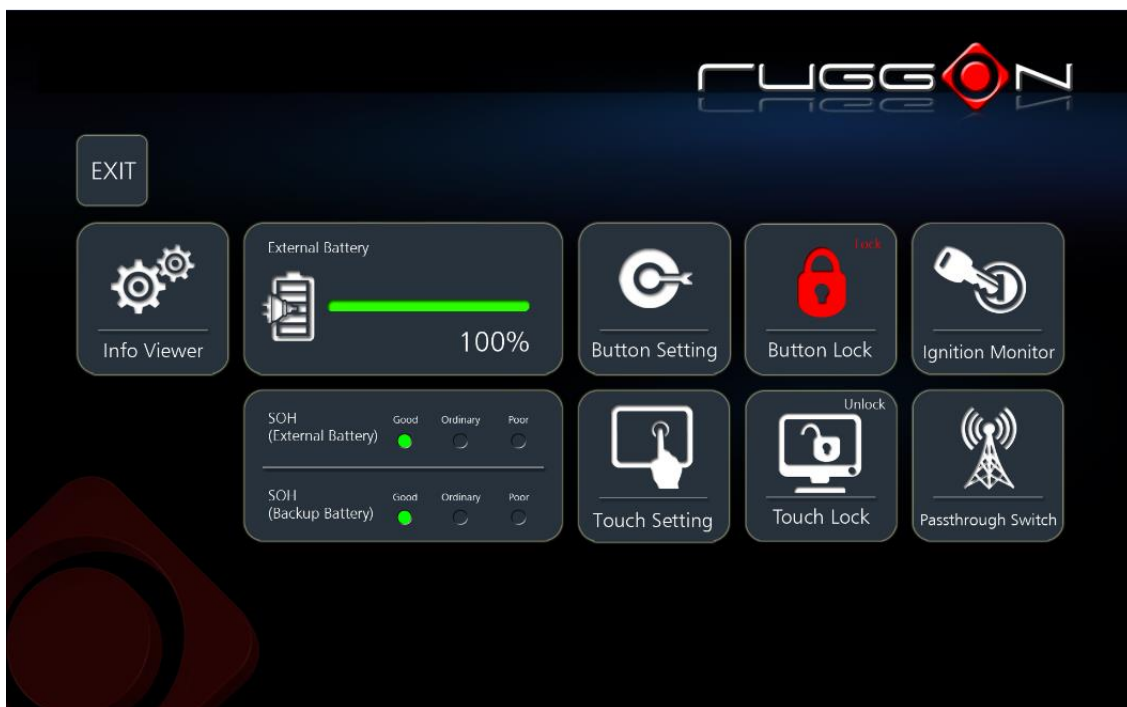 RUGGON
EXIT
Info Viewer
External Battery
100%
Button Setting
Lock
Button Lock
Ignition Monitor
SOH
(External Battery)
Good Ordinary Poor
SOH
(Backup Battery)
Good Ordinary Poor
Touch Setting
Unlock
Touch Lock
Passthrough Switch